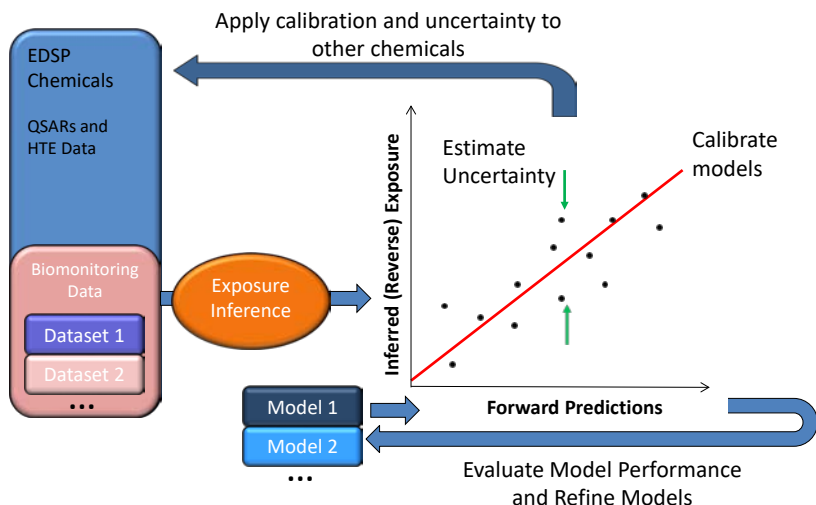 Apply calibration and uncertainty to
other chemicals
EDSP
Chemicals
QSARs and
HTE Data
Biomonitoring
Data
Dataset 1
Dataset 2
...
Exposure
Inference
Inferred (Reverse) Exposure
Estimate
Uncertainty
Calibrate
models
Forward Predictions
Model 1
Model 2
...
Evaluate Model Performance
and Refine Models